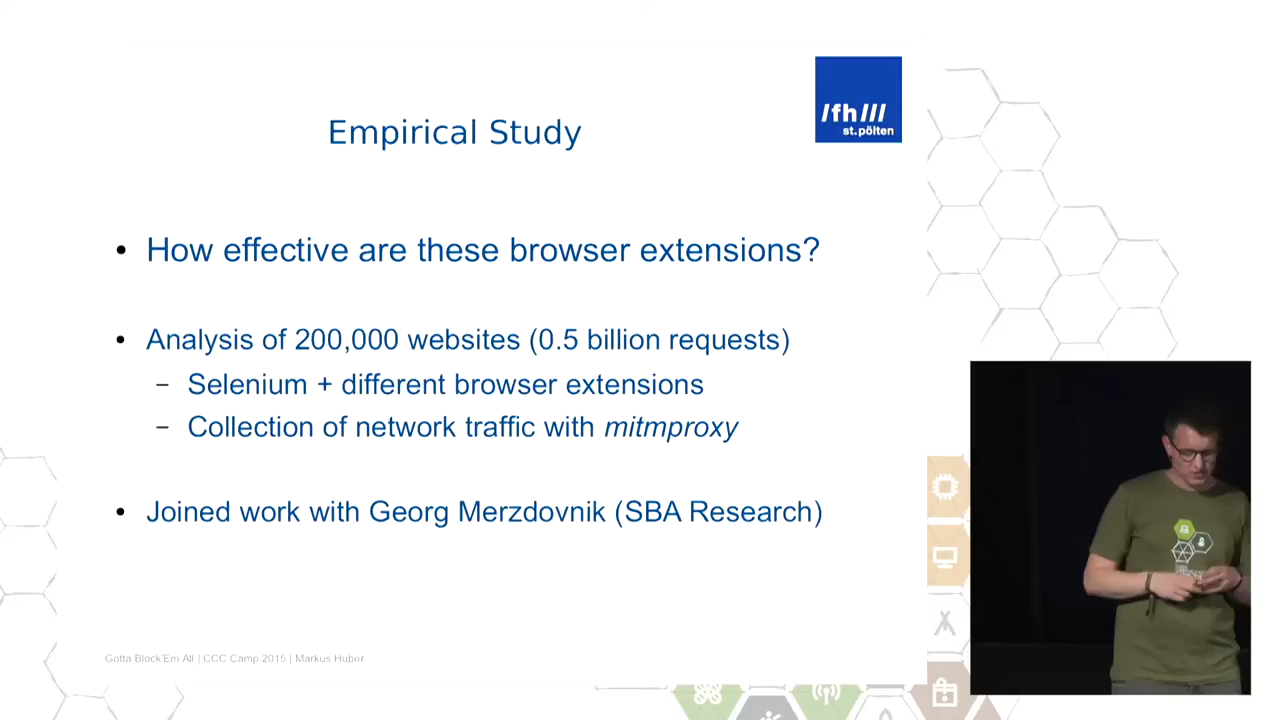 /fh///
st.pölten
Empirical Study
• How effective are these browser extensions?
• Analysis of 200,000 websites (0.5 billion requests)
– Selenium + different browser extensions
– Collection of network traffic with mitmproxy
• Joined work with Georg Merzdovnik (SBA Research)
Gotta Block'Em All | CCC Camp 2015 | Markus Huber